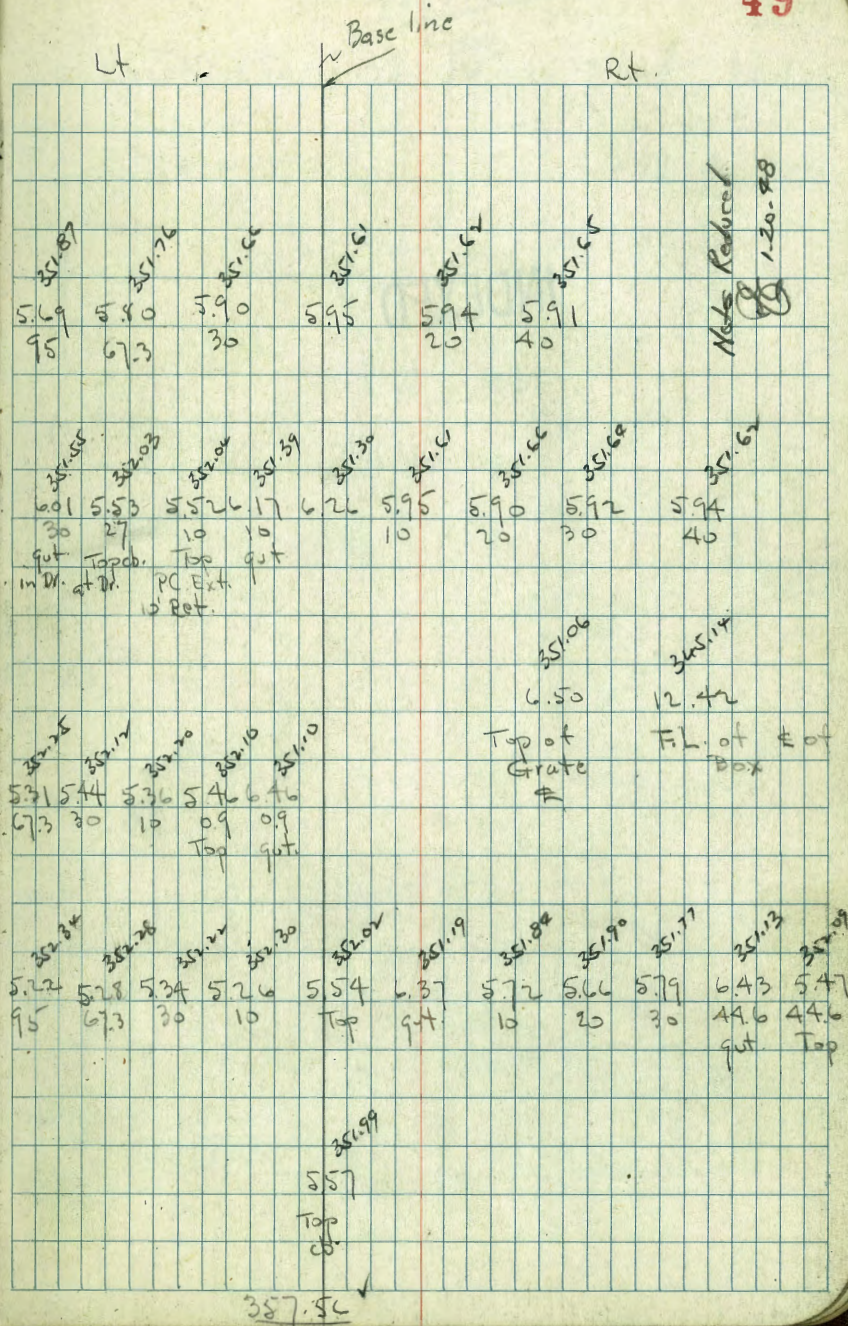 49
Base line
Lt. Rt.
Notes Reduced
1-20-48
351.87 351.76 351.66 351.61 351.62 351.65
5.69 5.80 5.90 5.95 5.94 5.91
95 67.3 30 20 40
351.55 352.03 352.04 351.39 351.30 351.61 351.66 351.64 351.62
6.01 5.53 5.52 6.17 6.26 5.95 5.90 5.92 5.94
30 27 10 10 10 20 30 40
gut Top cb. Top gut
in Dr. at Dr. PC Ext.
10' Ret.
351.06 345.14
6.50 12.42
Top of F.L. of ℄ of
Grate Box
℄
352.25 352.12 352.20 352.10 351.10
5.31 5.44 5.36 5.46 6.46
67.3 30 10 0.9 0.9
Top gut.
352.34 352.28 352.22 352.30 352.02 351.19 351.84 351.90 351.77 351.13 352.09
5.22 5.28 5.34 5.26 5.54 6.37 5.72 5.66 5.79 6.43 5.47
95 67.3 30 10 Top gut. 10 20 30 44.6 44.6
gut Top
351.99
5.57
Top
cb.
357.56 ✓